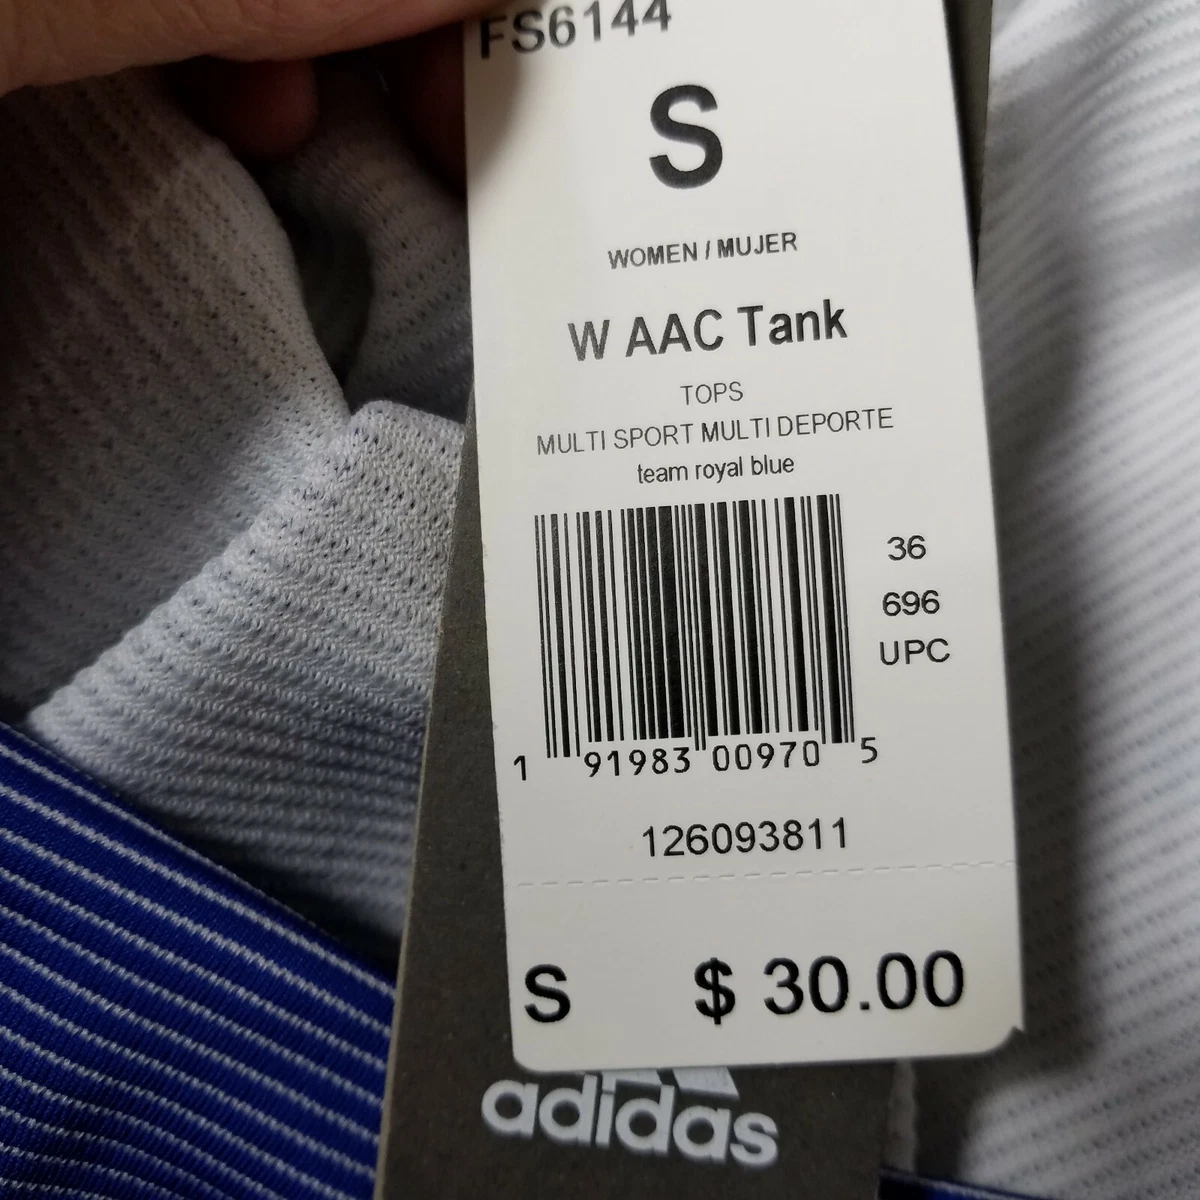 FS6144
S
WOMEN / MUJER
W AAC Tank
TOPS
MULTI SPORT MULTI DEPORTE
team royal blue
36
696
UPC
1 91983 00970 5
126093811
S $ 30.00
adidas